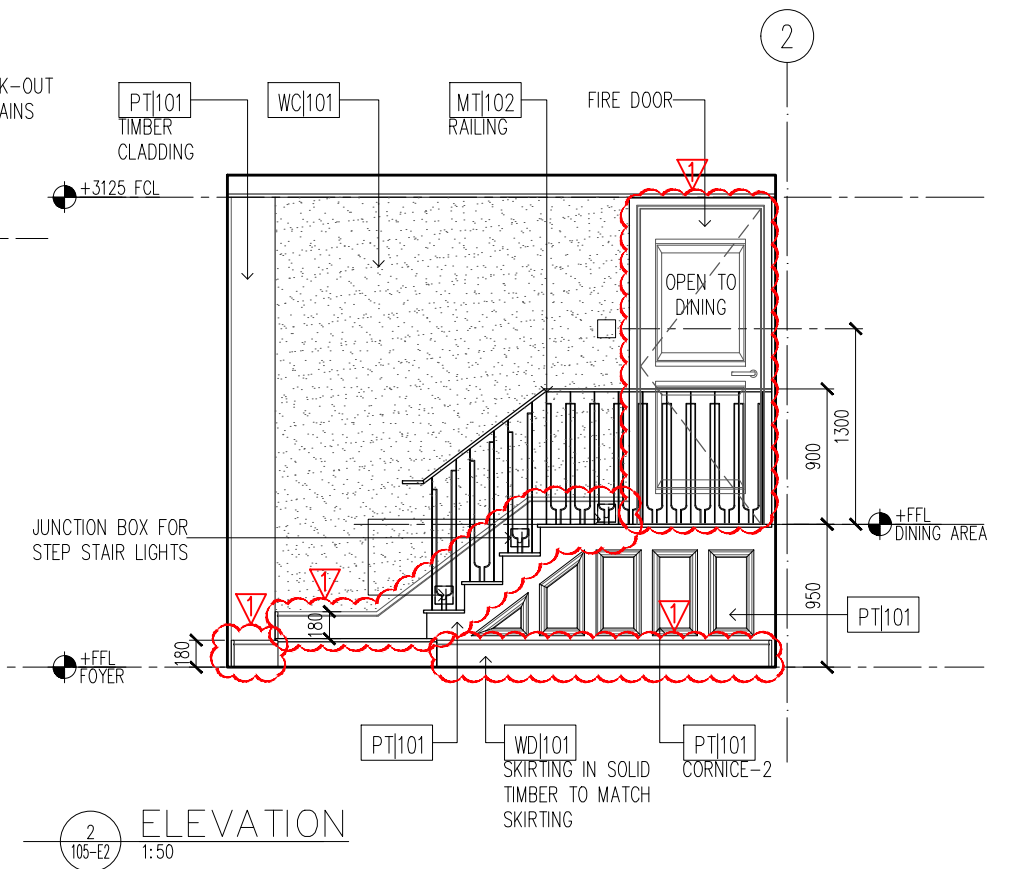 2
K-OUT
AINS
PT|101
TIMBER
CLADDING
WC|101
MT|102
RAILING
FIRE DOOR
1
+3125 FCL
OPEN TO
DINING
1300
900
JUNCTION BOX FOR
STEP STAIR LIGHTS
+FFL
DINING AREA
1
1
1
950
PT|101
180
180
+FFL
FOYER
PT|101
WD|101
SKIRTING IN SOLID
TIMBER TO MATCH
SKIRTING
PT|101
CORNICE-2
2
105-E2
ELEVATION
1:50